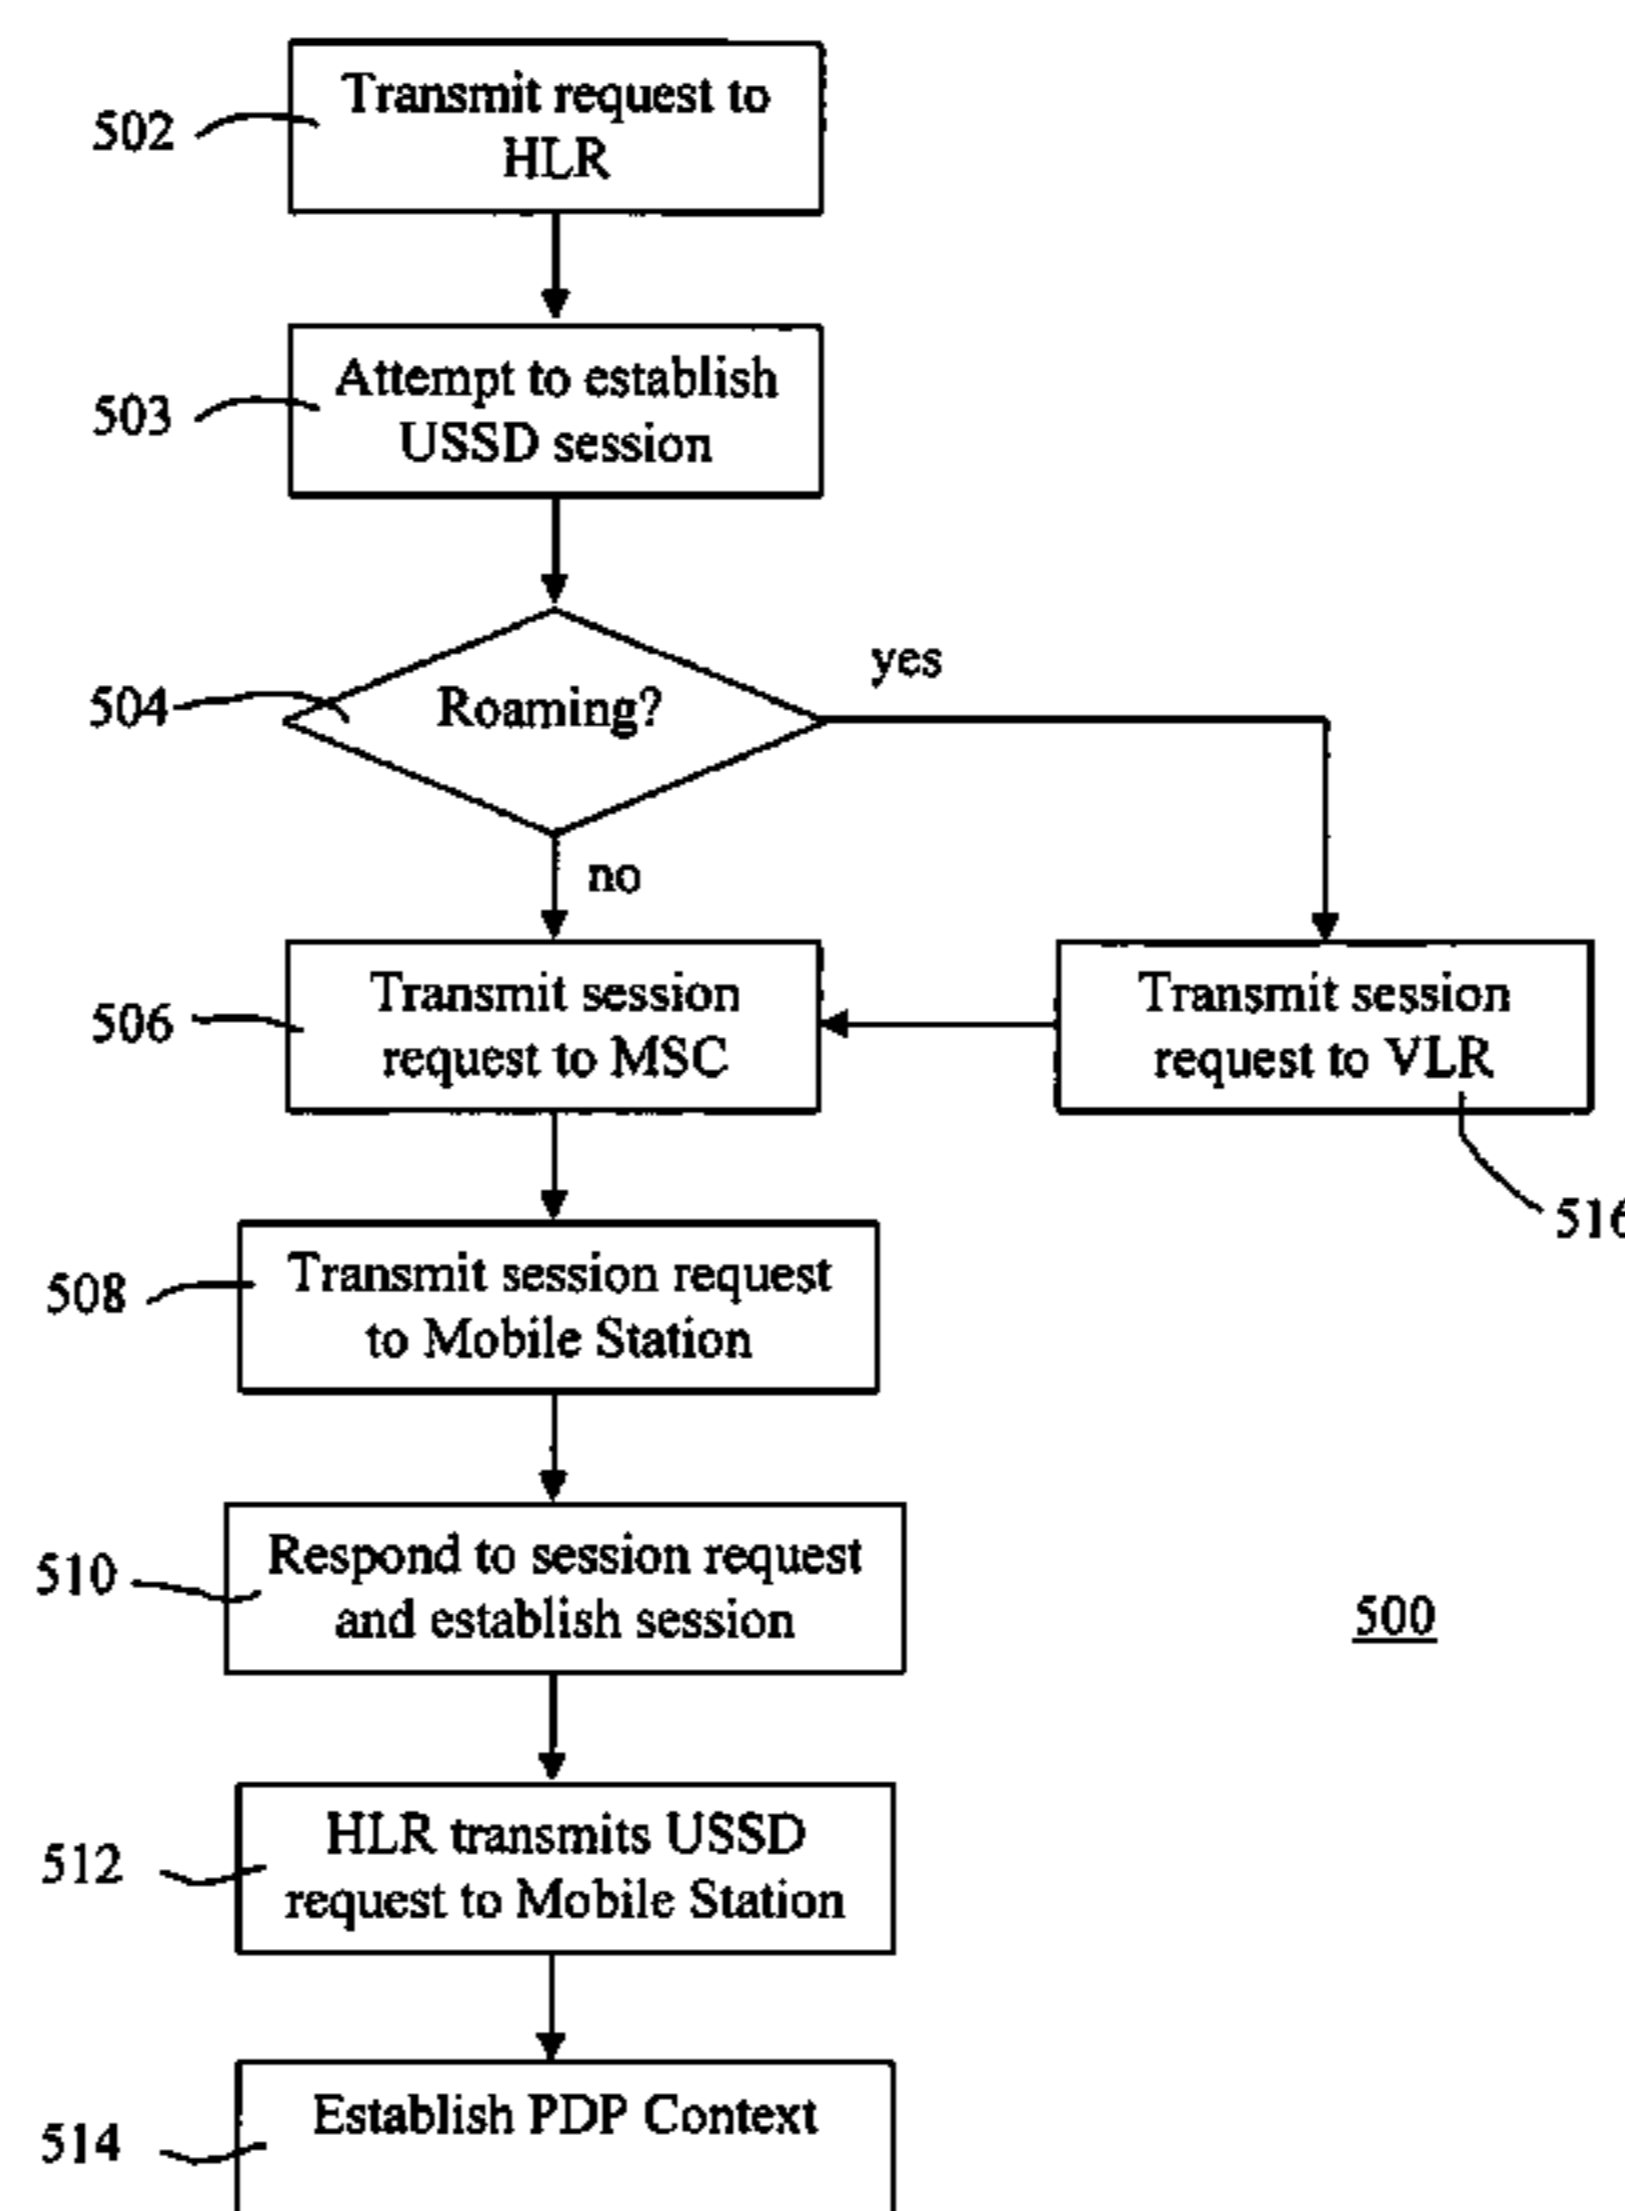 502
Transmit request to
HLR
503
Attempt to establish
USSD session
504
Roaming?
yes
no
506
Transmit session
request to MSC
Transmit session
request to VLR
516
508
Transmit session request
to Mobile Station
510
Respond to session request
and establish session
500
512
HLR transmits USSD
request to Mobile Station
514
Establish PDP Context